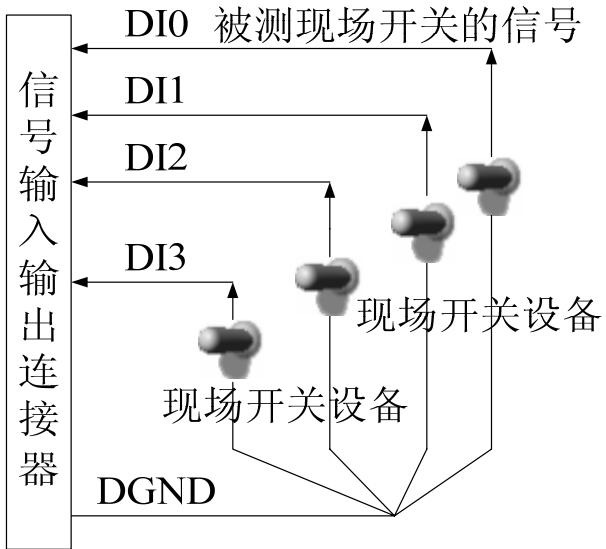 DI0 被测现场开关的信号
DI1
DI2
DI3
信号输入输出连接器
现场开关设备
现场开关设备
DGND